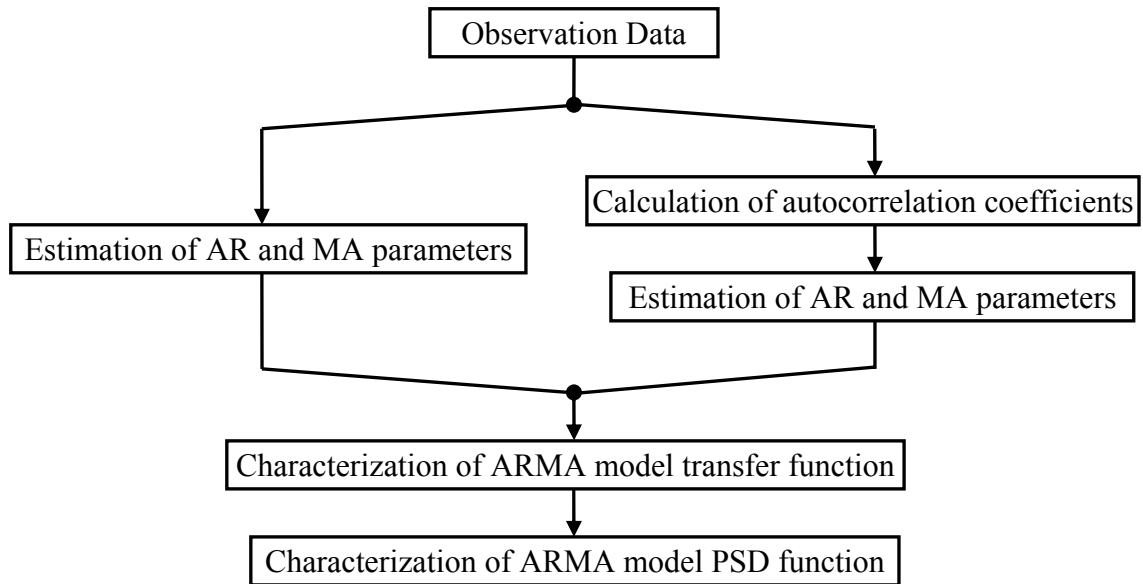 Observation Data
Calculation of autocorrelation coefficients
Estimation of AR and MA parameters
Estimation of AR and MA parameters
Characterization of ARMA model transfer function
Characterization of ARMA model PSD function